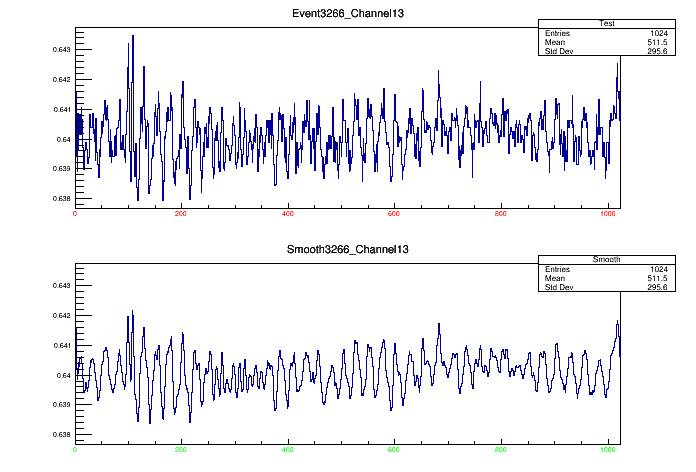 Event3266_Channel13
Test
Entries 1024
Mean 511.5
Std Dev 295.6
0.643
0.642
0.641
0.64
0.639
0.638
0 200 400 600 800 1000
Smooth3266_Channel13
Smooth
Entries 1024
Mean 511.5
Std Dev 295.6
0.643
0.642
0.641
0.64
0.639
0.638
0 200 400 600 800 1000